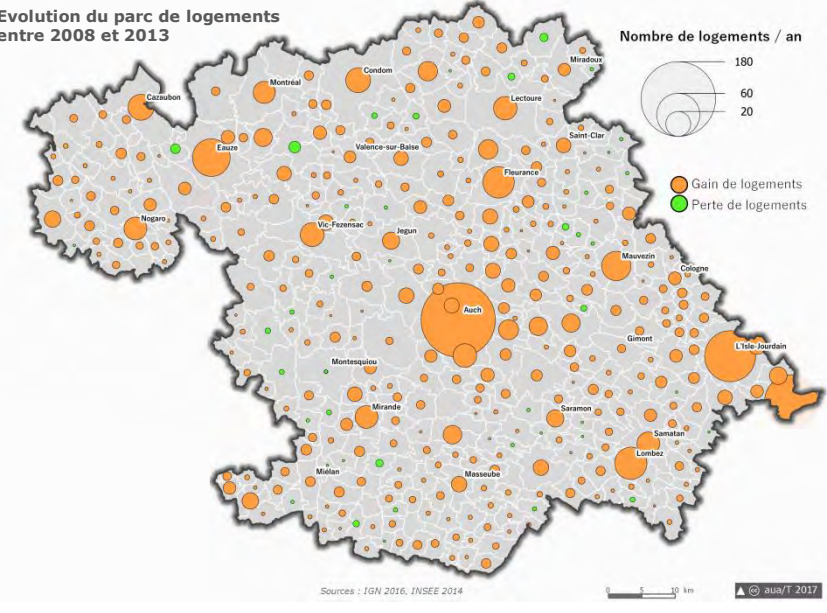 Evolution du parc de logements
entre 2008 et 2013
Nombre de logements / an
180
60
20
Gain de logements
Perte de logements
Miradoux
Condom
Montréal
Cazaubon
Lectoure
Saint-Clar
Eauze
Valence-sur-Baïse
Fleurance
Nogaro
Vic-Fezensac
Jegun
Mauvezin
Cologne
Auch
Gimont
L'Isle-Jourdain
Montesquiou
Mirande
Saramon
Samatan
Lombez
Miélan
Masseube
Sources : IGN 2016, INSEE 2014
0 5 10 km
cc aua/T 2017